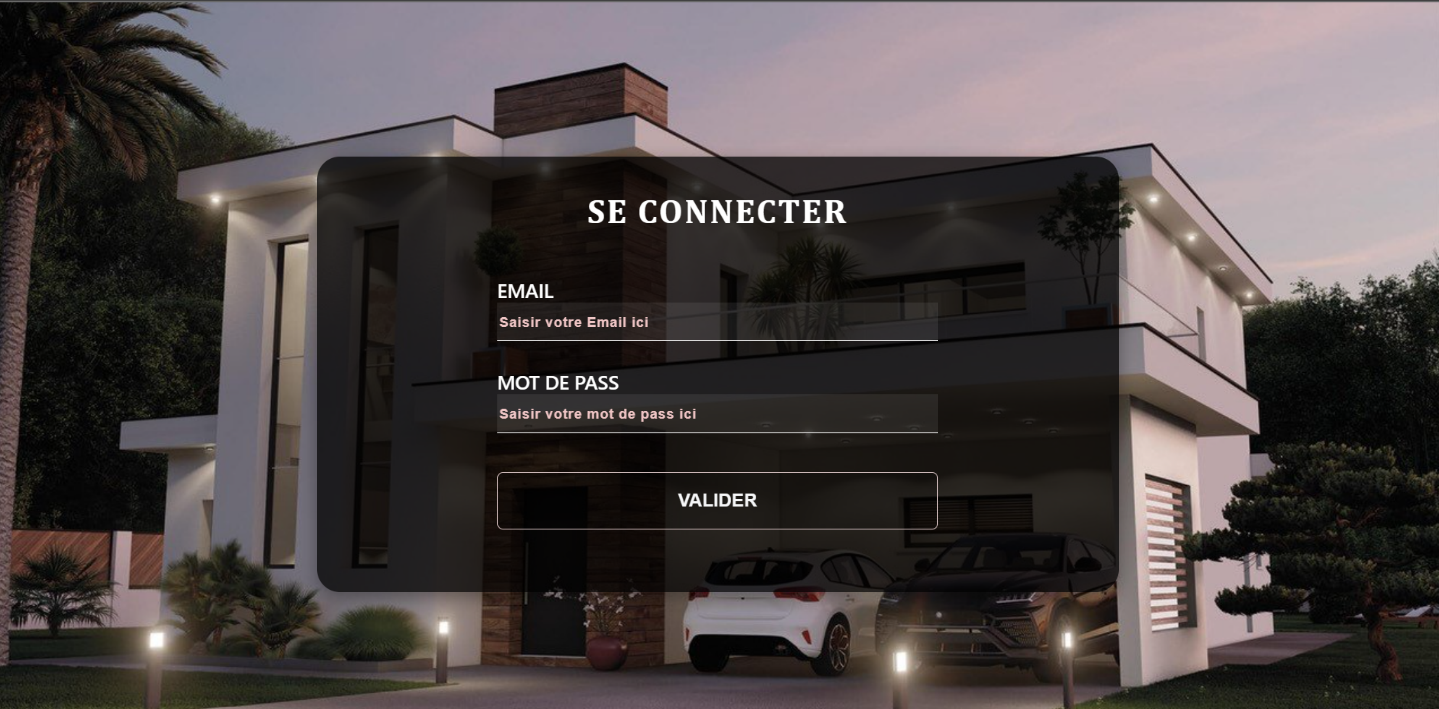 SE CONNECTER
EMAIL
Saisir votre Email ici
MOT DE PASS
Saisir votre mot de pass ici
VALIDER